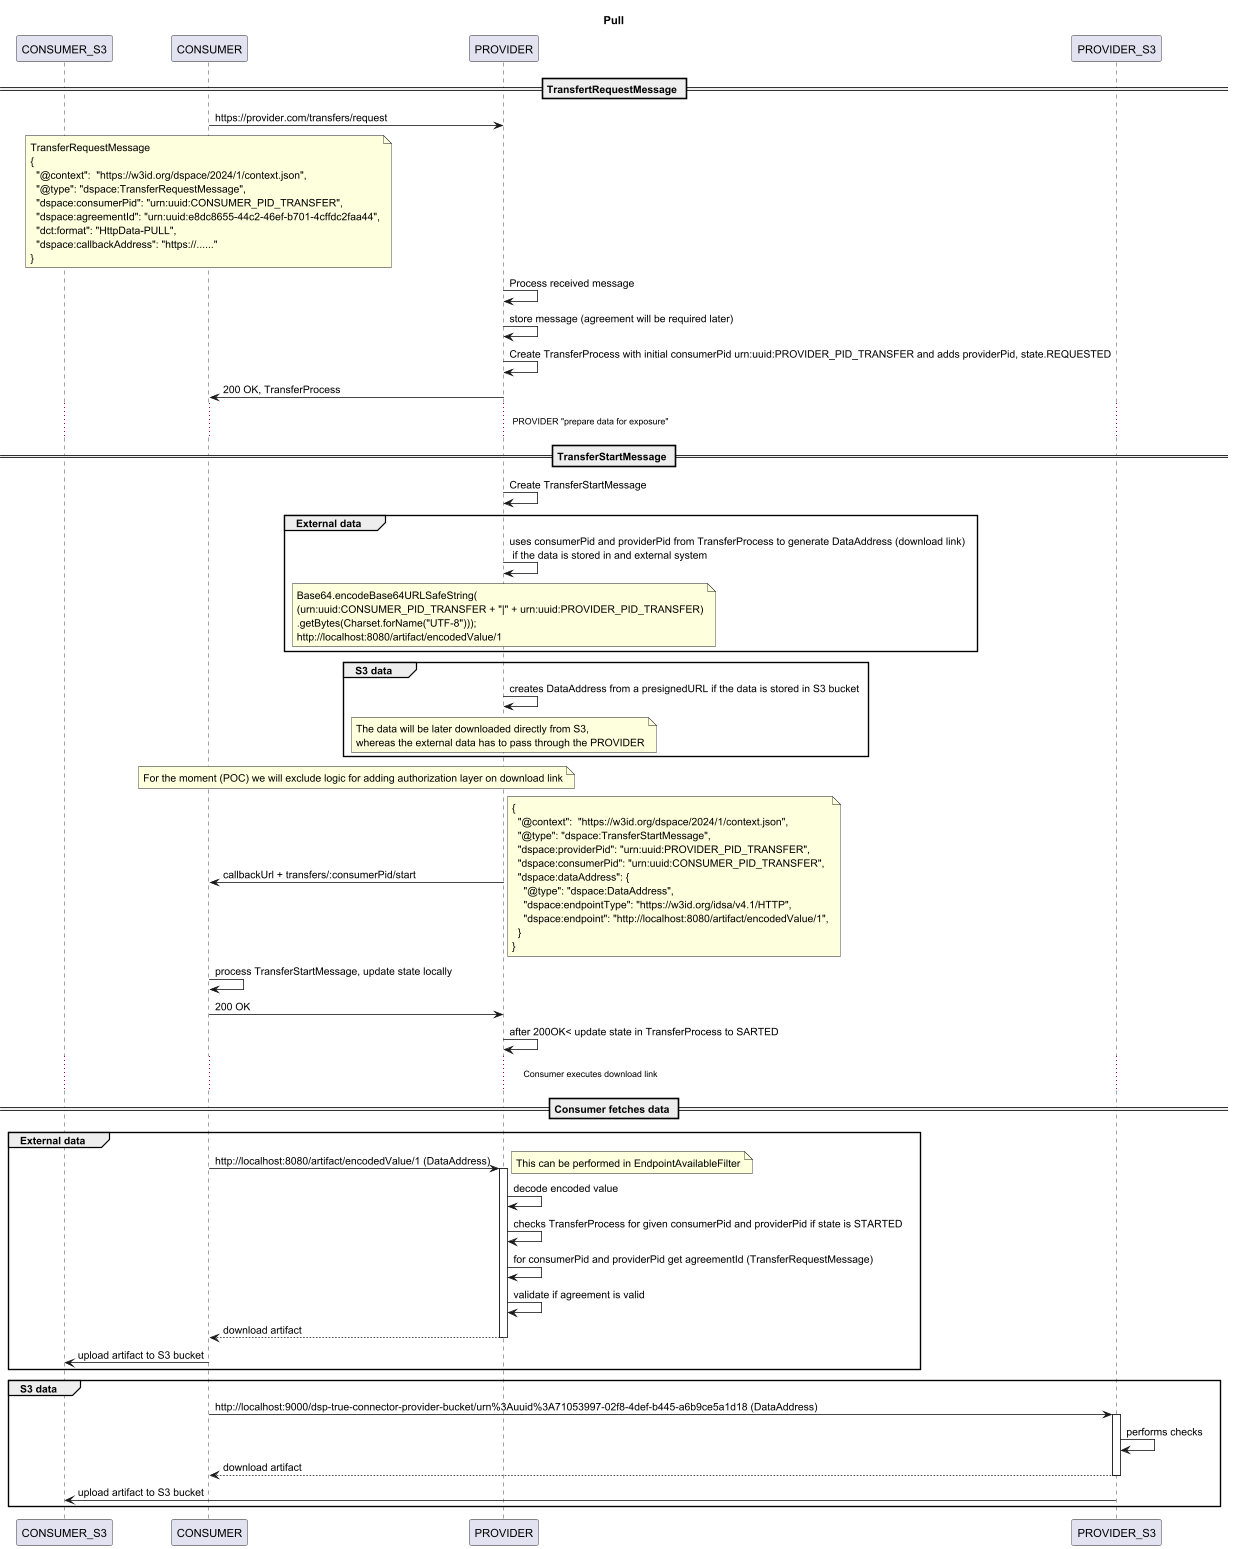 Pull
CONSUMER_S3
CONSUMER
PROVIDER
PROVIDER_S3
TransfertRequestMessage
https://provider.com/transfers/request
TransferRequestMessage
{
"@context":  "https://w3id.org/dspace/2024/1/context.json",
"@type": "dspace:TransferRequestMessage",
"dspace:consumerPid": "urn:uuid:CONSUMER_PID_TRANSFER",
"dspace:agreementId": "urn:uuid:e8dc8655-44c2-46ef-b701-4cffdc2faa44",
"dct:format": "HttpData-PULL",
"dspace:callbackAddress": "https://......"
}
Process received message
store message (agreement will be required later)
Create TransferProcess with initial consumerPid urn:uuid:PROVIDER_PID_TRANSFER and adds providerPid, state.REQUESTED
200 OK, TransferProcess
PROVIDER "prepare data for exposure"
TransferStartMessage
Create TransferStartMessage
External data
uses consumerPid and providerPid from TransferProcess to generate DataAddress (download link)
if the data is stored in and external system
Base64.encodeBase64URLSafeString(
(urn:uuid:CONSUMER_PID_TRANSFER + "|" + urn:uuid:PROVIDER_PID_TRANSFER)
.getBytes(Charset.forName("UTF-8")));
http://localhost:8080/artifact/encodedValue/1
S3 data
creates DataAddress from a presignedURL if the data is stored in S3 bucket
The data will be later downloaded directly from S3,
whereas the external data has to pass through the PROVIDER
For the moment (POC) we will exclude logic for adding authorization layer on download link
callbackUrl + transfers/:consumerPid/start
{
"@context":  "https://w3id.org/dspace/2024/1/context.json",
"@type": "dspace:TransferStartMessage",
"dspace:providerPid": "urn:uuid:PROVIDER_PID_TRANSFER",
"dspace:consumerPid": "urn:uuid:CONSUMER_PID_TRANSFER",
"dspace:dataAddress": {
"@type": "dspace:DataAddress",
"dspace:endpointType": "https://w3id.org/idsa/v4.1/HTTP",
"dspace:endpoint": "http://localhost:8080/artifact/encodedValue/1",
}
}
process TransferStartMessage, update state locally
200 OK
after 200OK< update state in TransferProcess to SARTED
Consumer executes download link
Consumer fetches data
External data
http://localhost:8080/artifact/encodedValue/1 (DataAddress)
This can be performed in EndpointAvailableFilter
decode encoded value
checks TransferProcess for given consumerPid and providerPid if state is STARTED
for consumerPid and providerPid get agreementId (TransferRequestMessage)
validate if agreement is valid
download artifact
upload artifact to S3 bucket
S3 data
http://localhost:9000/dsp-true-connector-provider-bucket/urn%3Auuid%3A71053997-02f8-4def-b445-a6b9ce5a1d18 (DataAddress)
performs checks
download artifact
upload artifact to S3 bucket
CONSUMER_S3
CONSUMER
PROVIDER
PROVIDER_S3